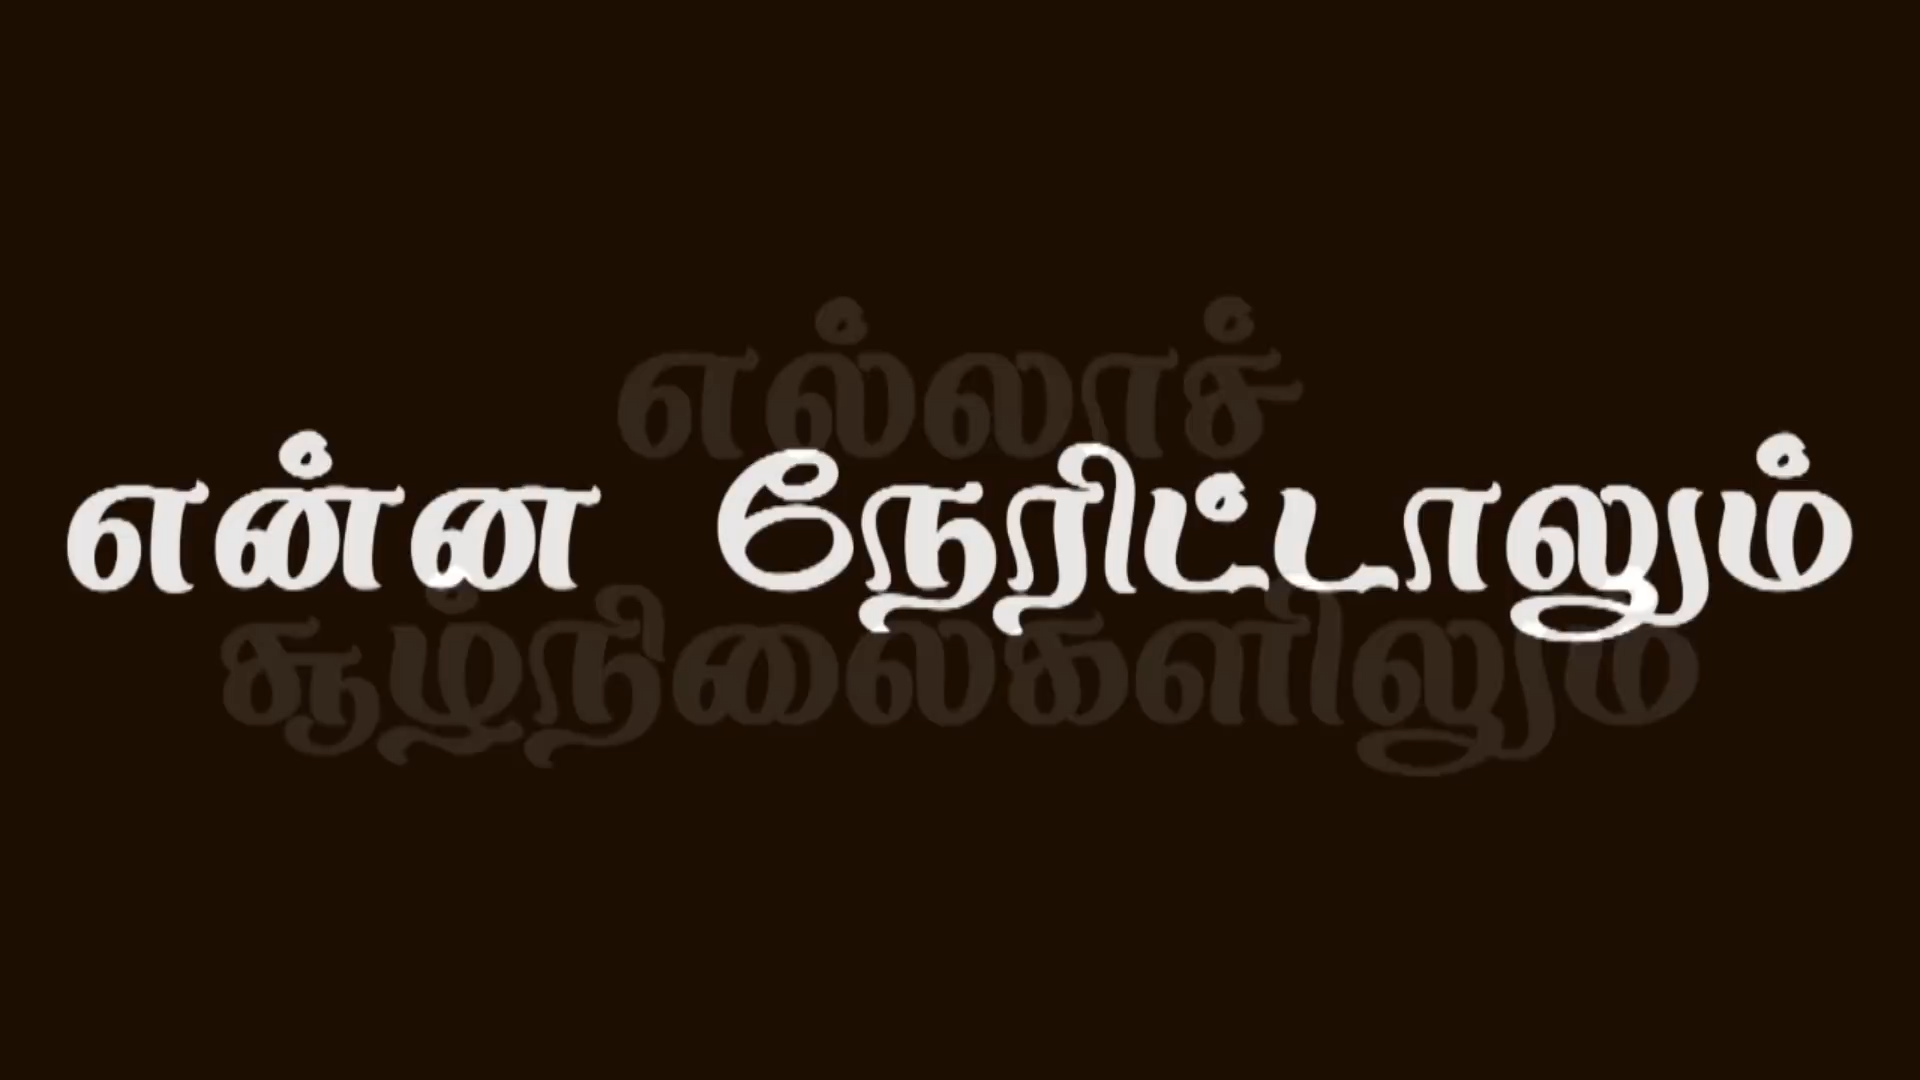 எல்லாச்
என்ன நேரிட்டாலும்
சூழ்நிலைகளிலும்